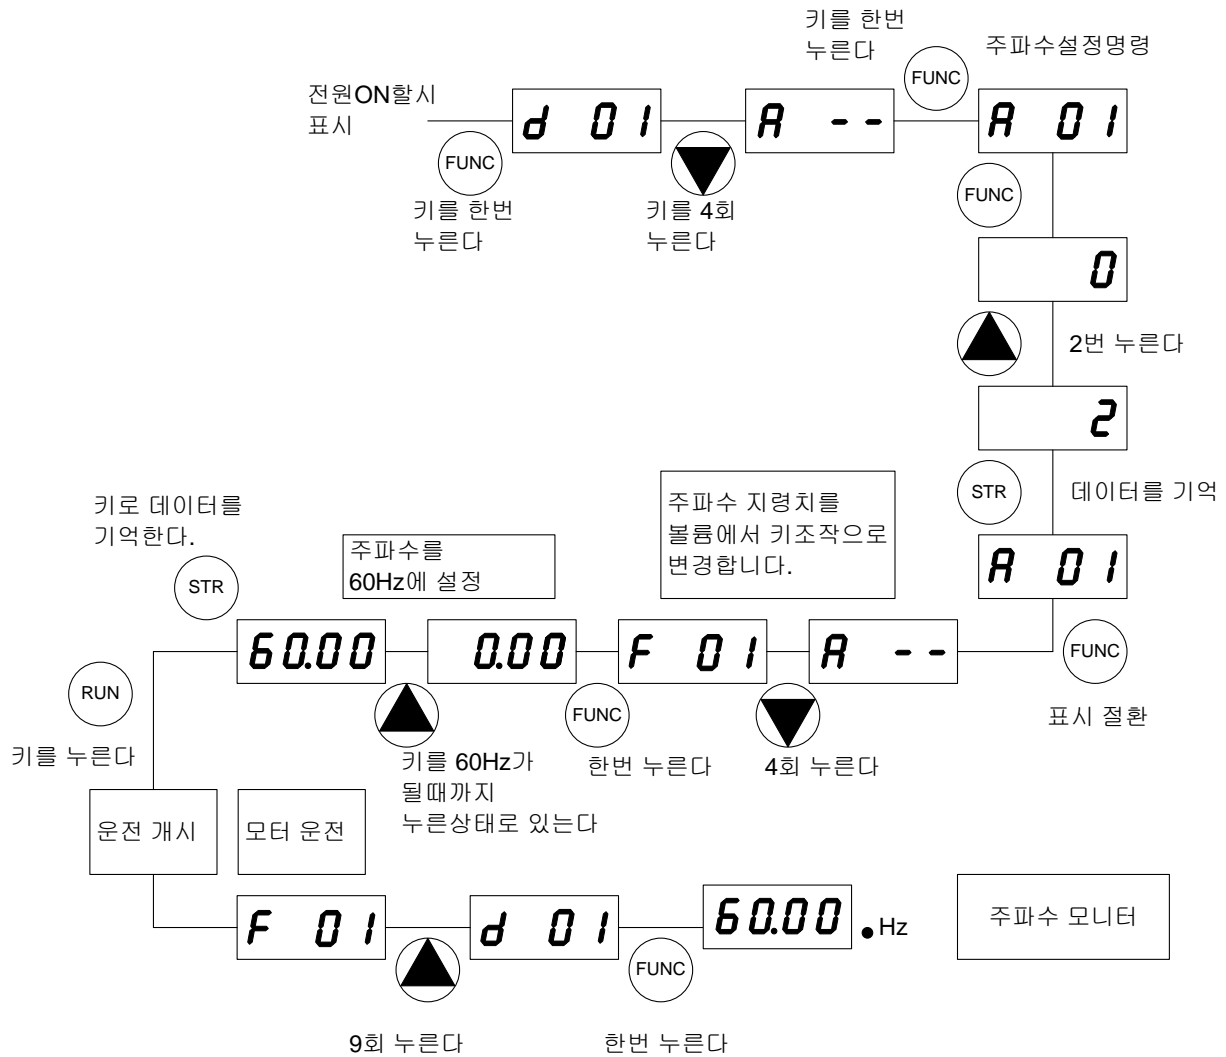 키를 한번
누른다
FUNC
주파수설정명령
전원ON할시
표시
d 01
A --
A 01
FUNC
키를 한번
누른다
키를 4회
누른다
FUNC
0
2번 누른다
2
STR
데이터를 기억
A 01
FUNC
표시 절환
주파수 지령치를
볼륨에서 키조작으로
변경합니다.
A --
4회 누른다
F 01
FUNC
한번 누른다
0.00
주파수를
60Hz에 설정
키를 60Hz가
될때까지
누른상태로 있는다
60.00
키로 데이터를
기억한다.
STR
RUN
키를 누른다
운전 개시
모터 운전
F 01
9회 누른다
d 01
FUNC
한번 누른다
60.00
Hz
주파수 모니터